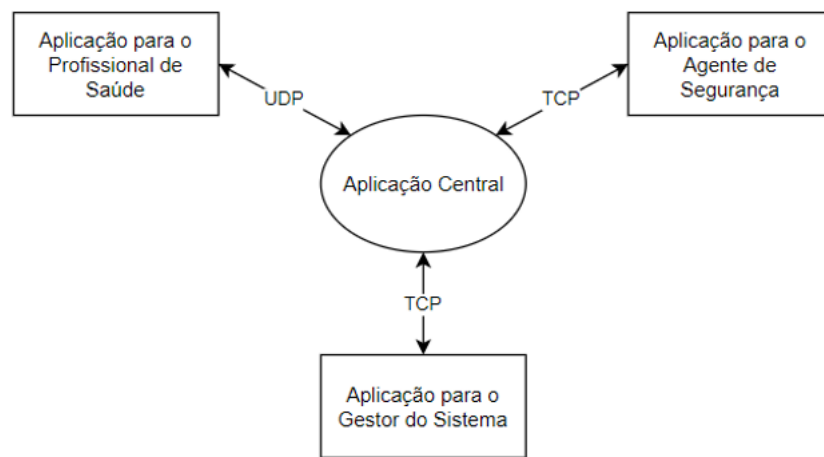 Aplicação para o
Profissional de
Saúde
Aplicação para o
Agente de
Segurança
UDP
TCP
Aplicação Central
TCP
Aplicação para o
Gestor do Sistema